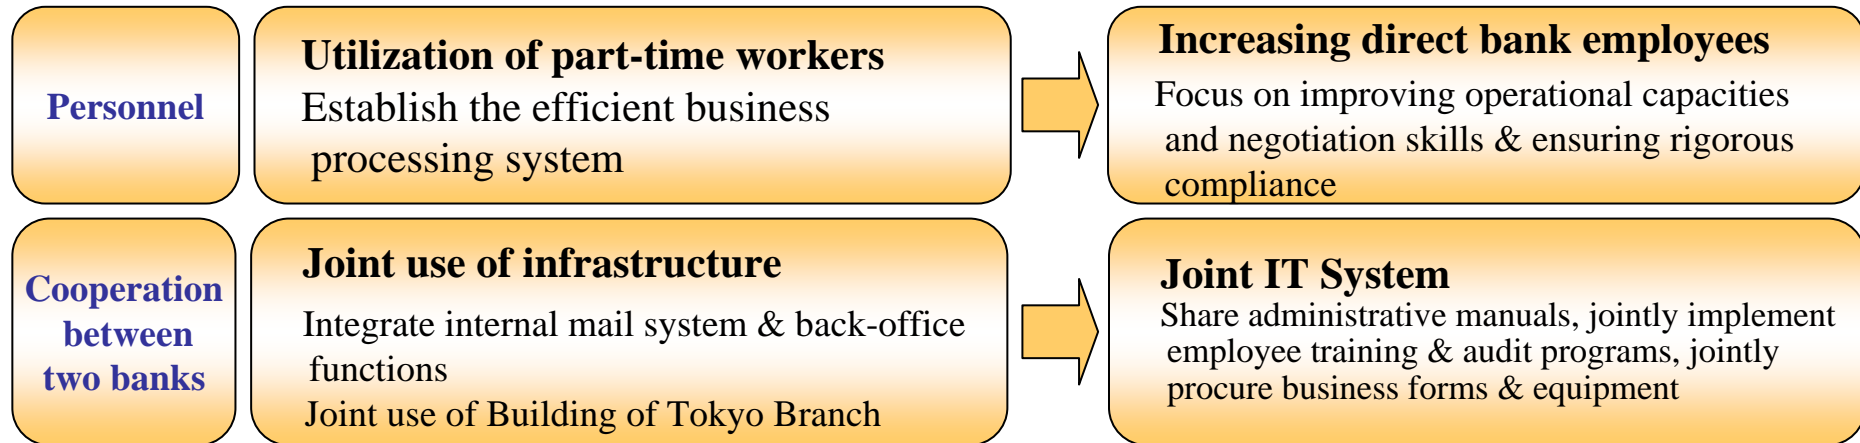 Personnel
Utilization of part-time workers
Establish the efficient business
processing system
Increasing direct bank employees
Focus on improving operational capacities
and negotiation skills & ensuring rigorous
compliance
Cooperation
between
two banks
Joint use of infrastructure
Integrate internal mail system & back-office
functions
Joint use of Building of Tokyo Branch
Joint IT System
Share administrative manuals, jointly implement
employee training & audit programs, jointly
procure business forms & equipment